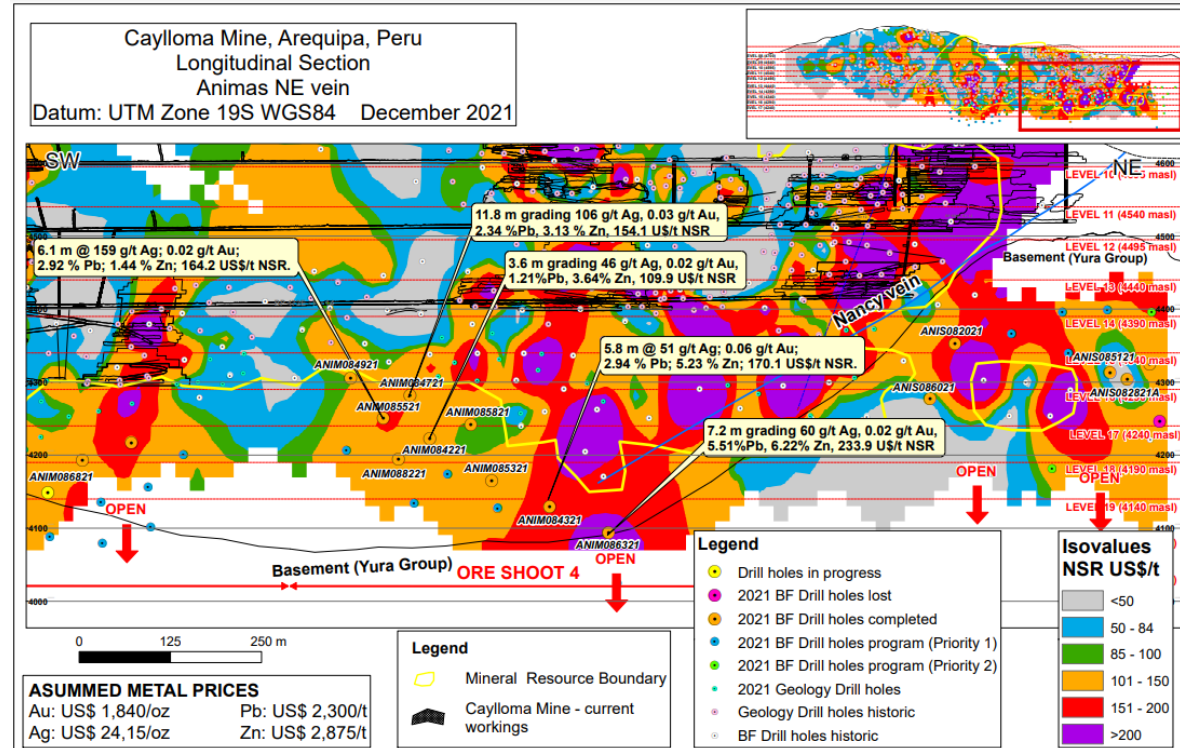 Caylloma Mine, Arequipa, Peru
Longitudinal Section
Animas NE vein
Datum: UTM Zone 19S WGS84 December 2021
SW
NE
4600
LEVEL 11 (4540 masl)
LEVEL 12 (4495 masl)
Basement (Yura Group)
LEVEL 13 (4440 masl)
4400
LEVEL 14 (4390 masl)
4300
LEVEL 17 (4240 masl)
4200
LEVEL 18 (4190 masl)
LEVEL 19 (4140 masl)
4100
4000
11.8 m grading 106 g/t Ag, 0.03 g/t Au,
2.34 %Pb, 3.13 % Zn, 154.1 US$/t NSR
6.1 m @ 159 g/t Ag; 0.02 g/t Au;
2.92 % Pb; 1.44 % Zn; 164.2 US$/t NSR.
3.6 m grading 46 g/t Ag, 0.02 g/t Au,
1.21%Pb, 3.64% Zn, 109.9 U$/t NSR
Nancy vein
5.8 m @ 51 g/t Ag; 0.06 g/t Au;
2.94 % Pb; 5.23 % Zn; 170.1 US$/t NSR.
7.2 m grading 60 g/t Ag, 0.02 g/t Au,
5.51%Pb, 6.22% Zn, 233.9 U$/t NSR
ANIS082021
ANIS085121
ANIM084921
ANIM084721
ANIS082821A
ANIS086021
ANIM085521
ANIM085821
ANIM084221
ANIM088221
ANIM085321
ANIM086821
ANIM084321
ANIM086321
OPEN
OPEN
OPEN
OPEN
Basement (Yura Group)
ORE SHOOT 4
0 125 250 m
ASUMMED METAL PRICES
Au: US$ 1,840/oz Pb: US$ 2,300/t
Ag: US$ 24,15/oz Zn: US$ 2,875/t
Legend
Mineral Resource Boundary
Caylloma Mine - current
workings
Legend
Drill holes in progress
2021 BF Drill holes lost
2021 BF Drill holes completed
2021 BF Drill holes program (Priority 1)
2021 BF Drill holes program (Priority 2)
2021 Geology Drill holes
Geology Drill holes historic
BF Drill holes historic
Isovalues
NSR US$/t
<50
50 - 84
85 - 100
101 - 150
151 - 200
>200